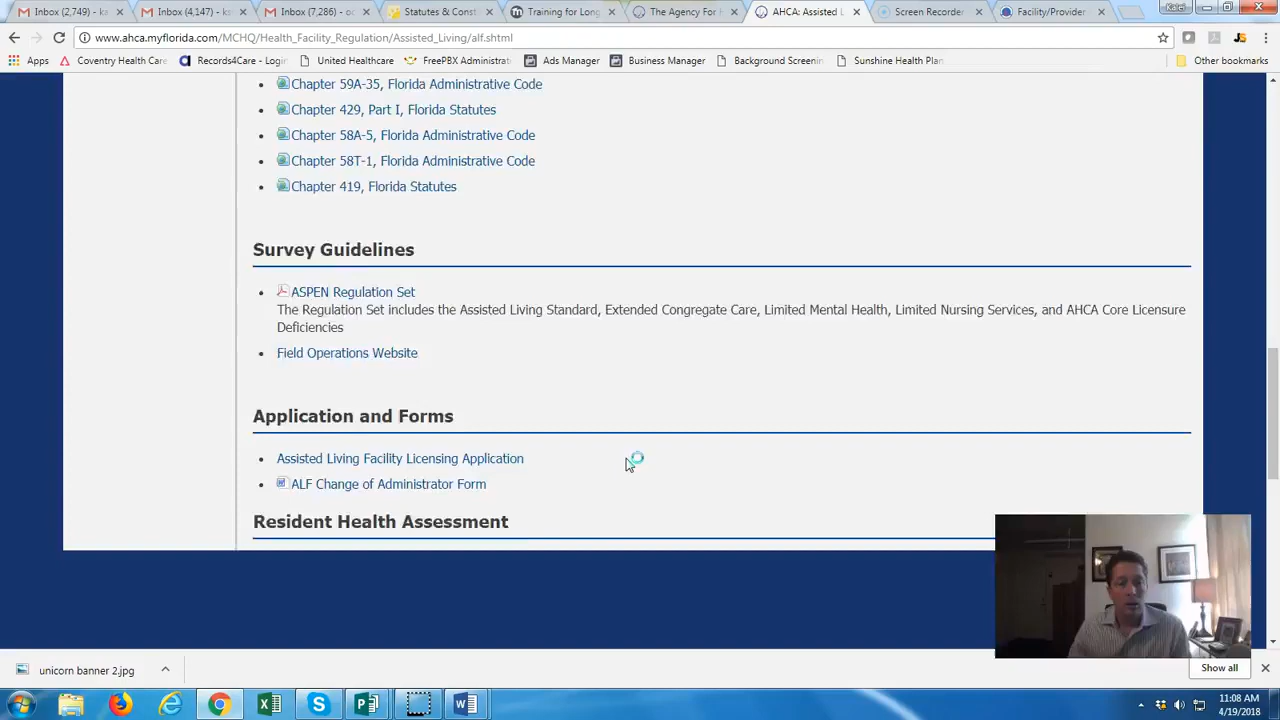 Inbox (2,749) - ks
Inbox (4,147) - ksr
Inbox (7,286) - oc
Statutes & Const
Training for Long
The Agency For H
AHCA: Assisted L
Screen Recorder
Facility/Provider
www.ahca.myflorida.com/MCHQ/Health_Facility_Regulation/Assisted_Living/alf.shtml
Apps
Coventry Health Care
Records4Care - Inbo
United Healthcare
FreePBX Administrat
Ads Manager
Business Manager
Background Screenin
Sunshine Health Plan
Other bookmarks
• Chapter 59A-35, Florida Administrative Code
• Chapter 429, Part I, Florida Statutes
• Chapter 58A-5, Florida Administrative Code
• Chapter 58T-1, Florida Administrative Code
• Chapter 419, Florida Statutes
Survey Guidelines
• ASPEN Regulation Set
The Regulation Set includes the Assisted Living Standard, Extended Congregate Care, Limited Mental Health, Limited Nursing Services, and AHCA Core Licensure
Deficiencies
• Field Operations Website
Application and Forms
• Assisted Living Facility Licensing Application
• ALF Change of Administrator Form
Resident Health Assessment
unicorn banner 2.jpg
Show all
11:08 AM
4/19/2018